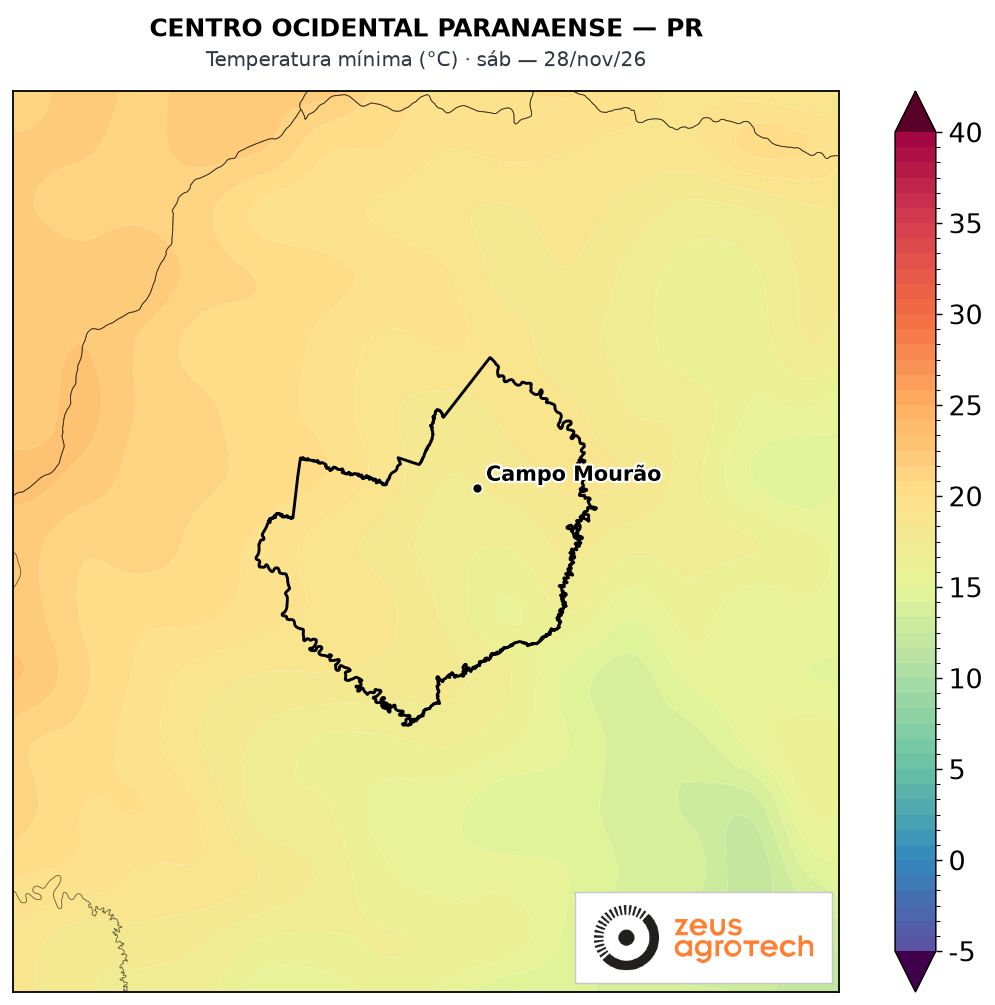 CENTRO OCIDENTAL PARANAENSE — PR
Temperatura mínima (°C) · sáb — 28/nov/26
Campo Mourão
40
35
30
25
20
15
10
5
0
-5
zeus
agrotech